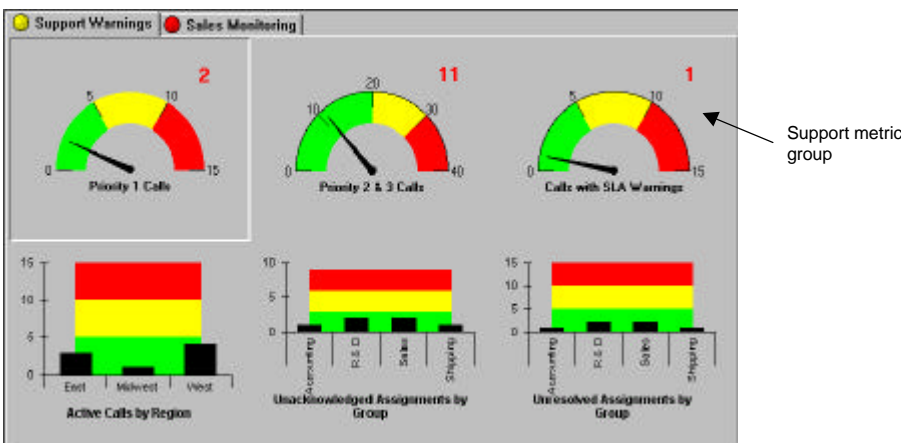 Support Warnings Sales Monitoring
2 11 1
5 10
0 15
Priority 1 Calls
10 20 30
0 40
Priority 2 & 3 Calls
5 10
0 15
Calls with SLA Warnings
Support metric
group
15
10
5
0
East Midwest West
Active Calls by Region
10
5
0
Accounting R & D Sales Shipping
Unacknowledged Assignments by
Group
15
10
5
0
Accounting R & D Sales Shipping
Unresolved Assignments by
Group